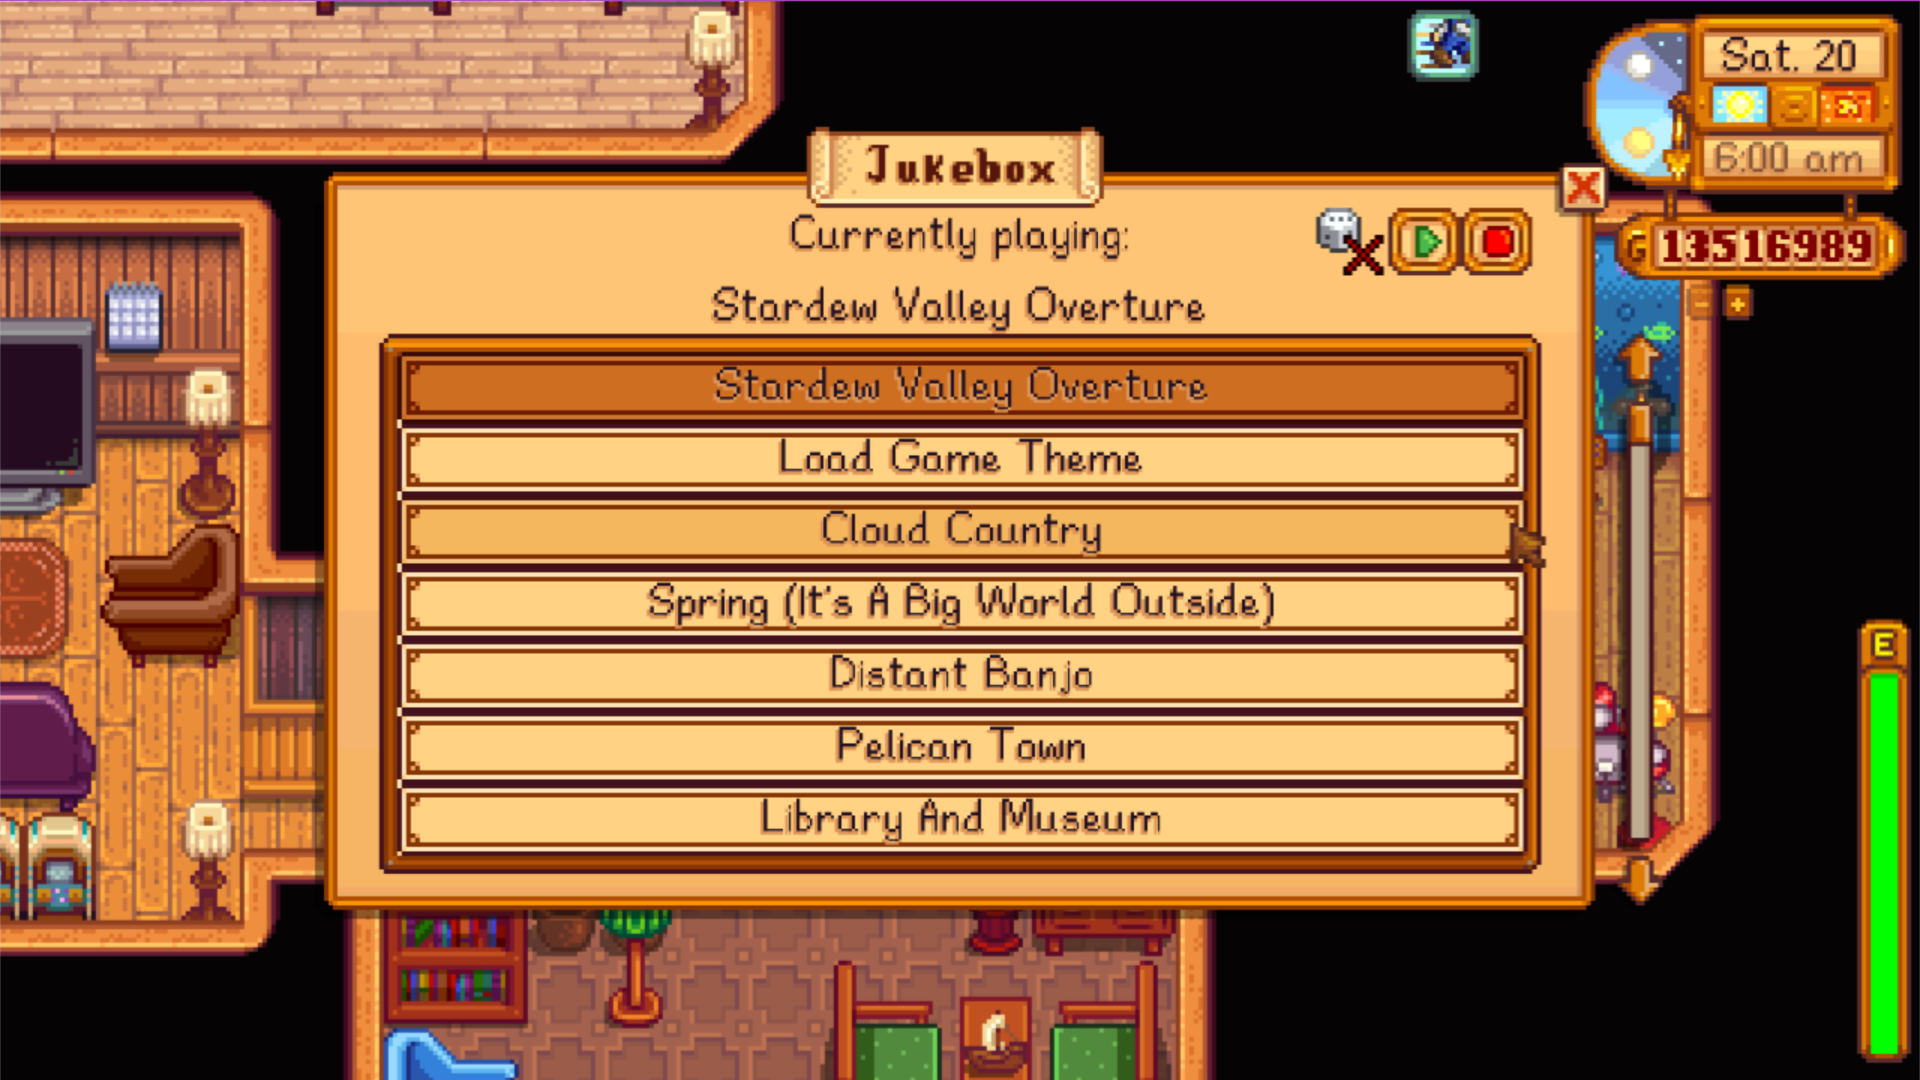 Sat. 20
6:00 am
13516989
Jukebox
Currently playing:
Stardew Valley Overture
Stardew Valley Overture
Load Game Theme
Cloud Country
Spring (It's A Big World Outside)
Distant Banjo
Pelican Town
Library And Museum
E